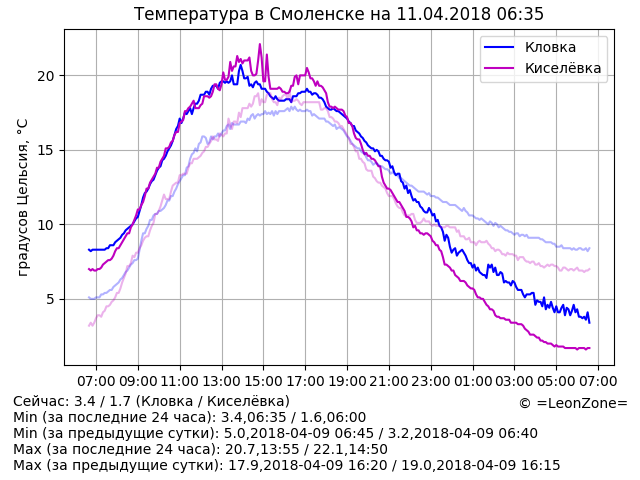 Температура в Смоленске на 11.04.2018 06:35
Кловка
Киселёвка
градусов Цельсия, °C
20
15
10
5
07:00 09:00 11:00 13:00 15:00 17:00 19:00 21:00 23:00 01:00 03:00 05:00 07:00
Сейчас: 3.4 / 1.7 (Кловка / Киселёвка)
© =LeonZone=
Min (за последние 24 часа): 3.4,06:35 / 1.6,06:00
Min (за предыдущие сутки): 5.0,2018-04-09 06:45 / 3.2,2018-04-09 06:40
Max (за последние 24 часа): 20.7,13:55 / 22.1,14:50
Max (за предыдущие сутки): 17.9,2018-04-09 16:20 / 19.0,2018-04-09 16:15